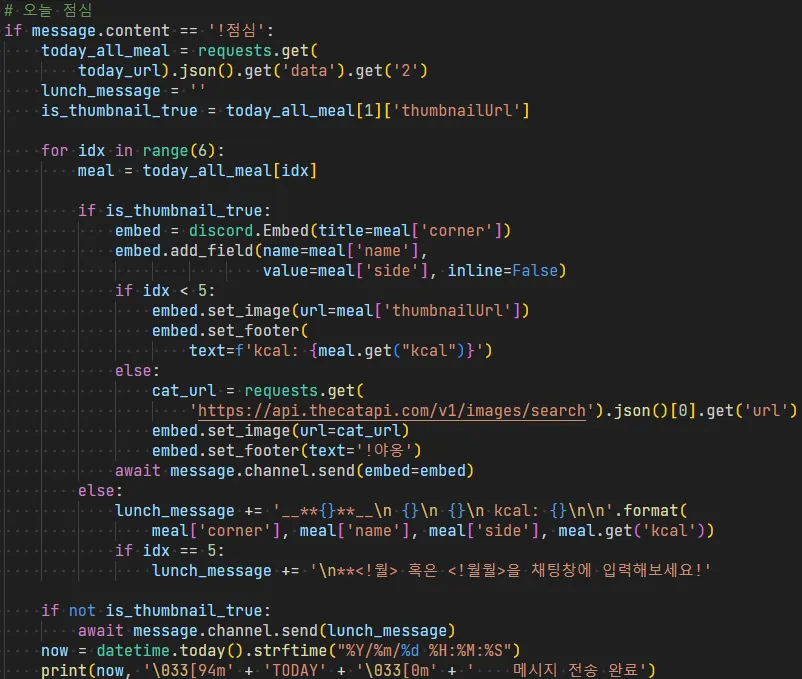 # 오늘 점심
if message.content == '!점심':
today_all_meal = requests.get(
today_url).json().get('data').get('2')
lunch_message = ''
is_thumbnail_true = today_all_meal[1]['thumbnailUrl']
for idx in range(6):
meal = today_all_meal[idx]
if is_thumbnail_true:
embed = discord.Embed(title=meal['corner'])
embed.add_field(name=meal['name'],
value=meal['side'], inline=False)
if idx < 5:
embed.set_image(url=meal['thumbnailUrl'])
embed.set_footer(
text=f'kcal: {meal.get("kcal")}')
else:
cat_url = requests.get(
'https://api.thecatapi.com/v1/images/search').json()[0].get('url')
embed.set_image(url=cat_url)
embed.set_footer(text='!야옹')
await message.channel.send(embed=embed)
else:
lunch_message += '__**{}**__\n {}\n {}\n kcal: {}\n\n'.format(
meal['corner'], meal['name'], meal['side'], meal.get('kcal'))
if idx == 5:
lunch_message += '\n**<!월> 혹은 <!월월>을 채팅창에 입력해보세요!'
if not is_thumbnail_true:
await message.channel.send(lunch_message)
now = datetime.today().strftime("%Y/%m/%d %H:%M:%S")
print(now, '\033[94m' + 'TODAY' + '\033[0m' + '    메시지 전송 완료')